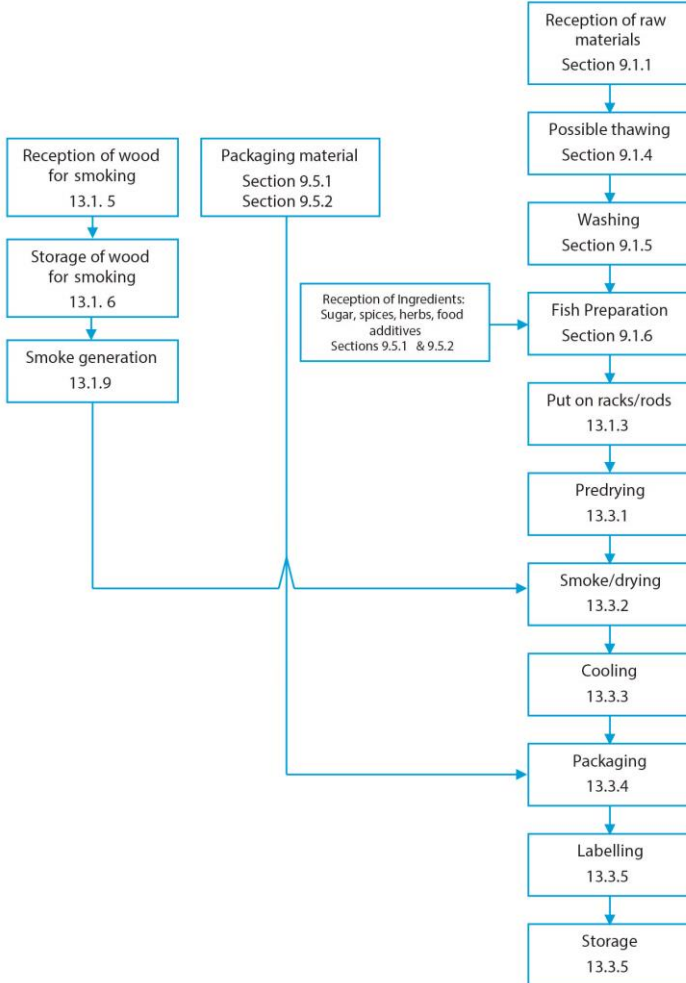 Reception of raw
materials
Section 9.1.1
Possible thawing
Section 9.1.4
Washing
Section 9.1.5
Fish Preparation
Section 9.1.6
Put on racks/rods
13.1.3
Predrying
13.3.1
Smoke/drying
13.3.2
Cooling
13.3.3
Packaging
13.3.4
Labelling
13.3.5
Storage
13.3.5
Reception of wood
for smoking
13.1. 5
Storage of wood
for smoking
13.1. 6
Smoke generation
13.1.9
Packaging material
Section 9.5.1
Section 9.5.2
Reception of Ingredients:
Sugar, spices, herbs, food
additives
Sections 9.5.1 & 9.5.2